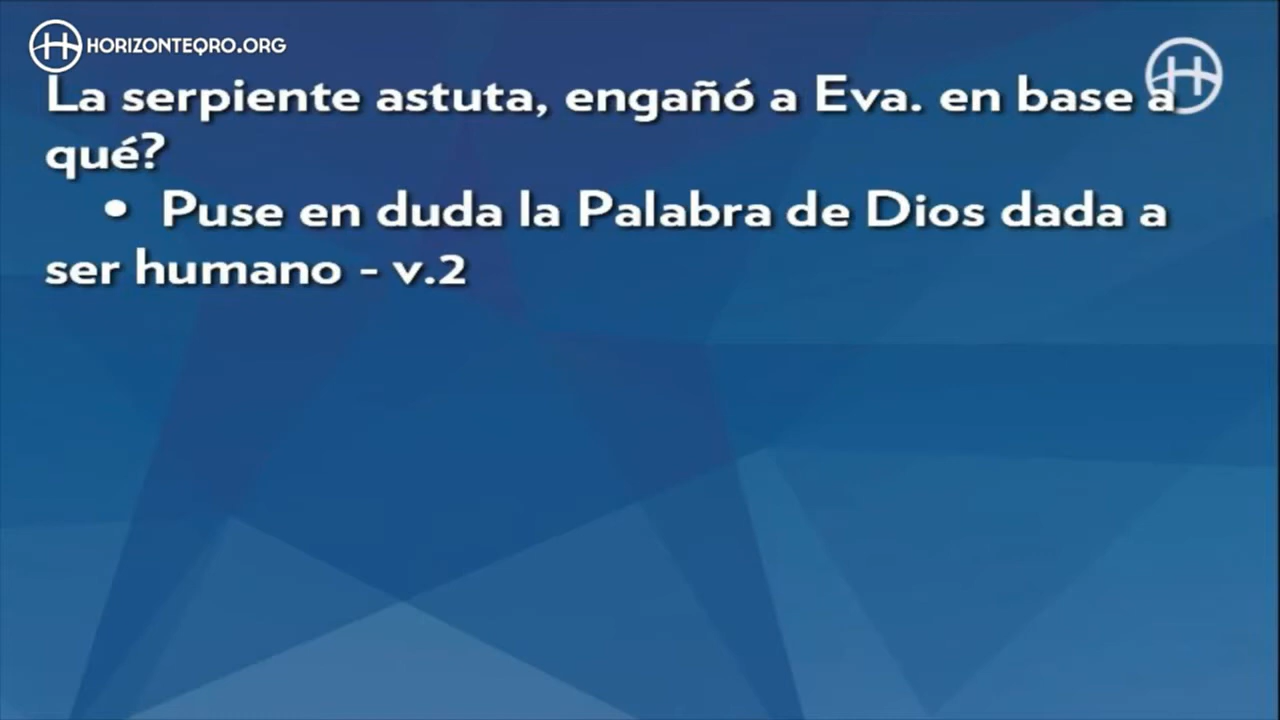 HORIZONTEQRO.ORG
La serpiente astuta, engañó a Eva. en base a
qué?
• Puse en duda la Palabra de Dios dada a
ser humano - v.2